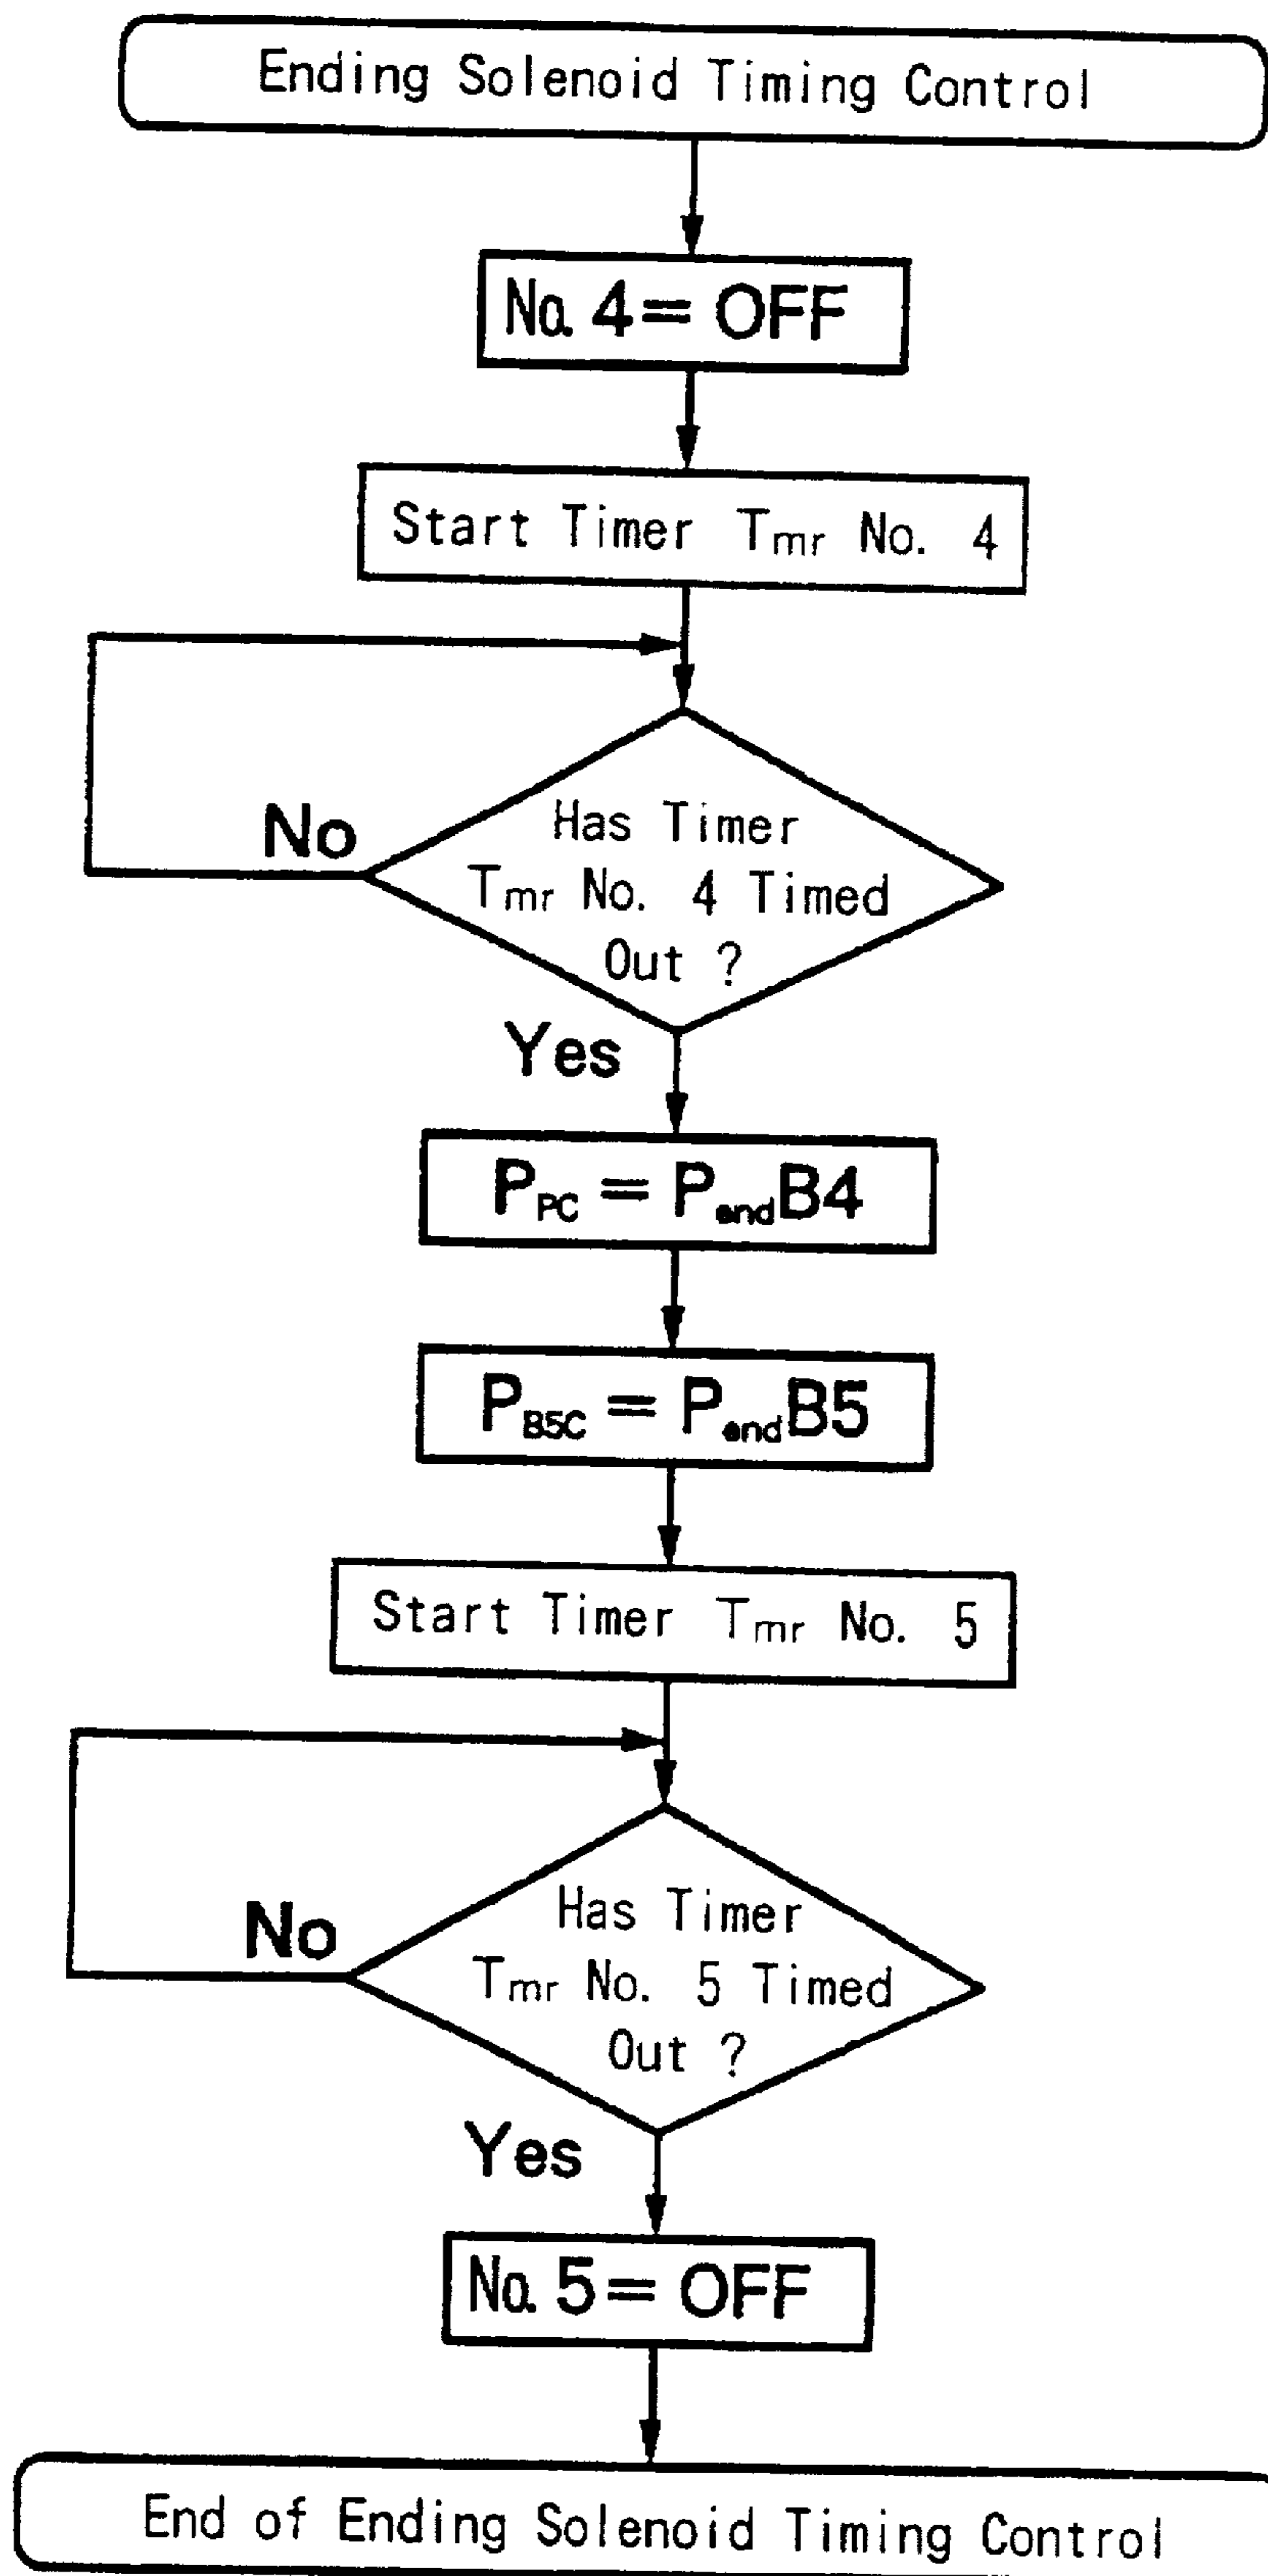 Ending Solenoid Timing Control
No. 4 = OFF
Start Timer Tmr No. 4
No
Has Timer
Tmr No. 4 Timed
Out ?
Yes
PPC = PendB4
PB5C = PendB5
Start Timer Tmr No. 5
No
Has Timer
Tmr No. 5 Timed
Out ?
Yes
No. 5 = OFF
End of Ending Solenoid Timing Control